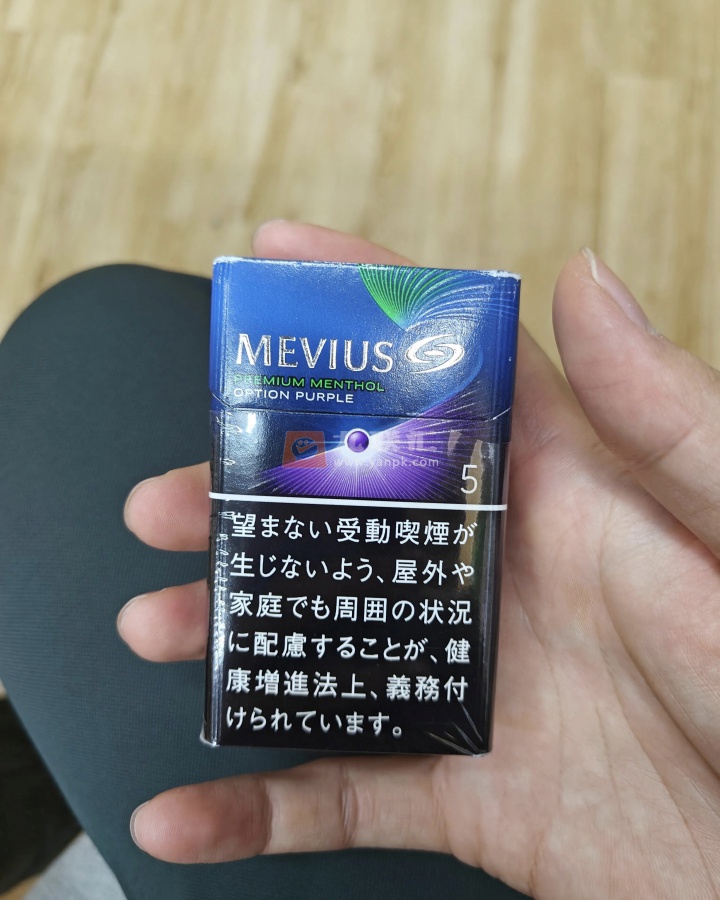 MEVIUS
PREMIUM MENTHOL
OPTION PURPLE
www.yanpk.com
5
望まない受動喫煙が
生じないよう、屋外や
家庭でも周囲の状況
に配慮することが、健
康増進法上、義務付
けられています。